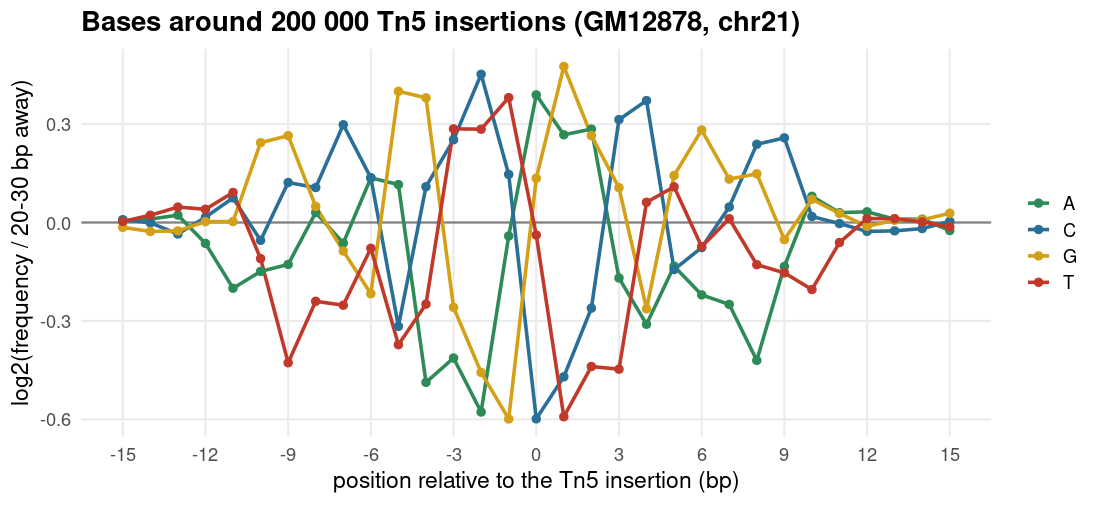 Bases around 200 000 Tn5 insertions (GM12878, chr21)
log2(frequency / 20-30 bp away)
0.3
0.0
-0.3
-0.6
-15 -12 -9 -6 -3 0 3 6 9 12 15
position relative to the Tn5 insertion (bp)
A
C
G
T